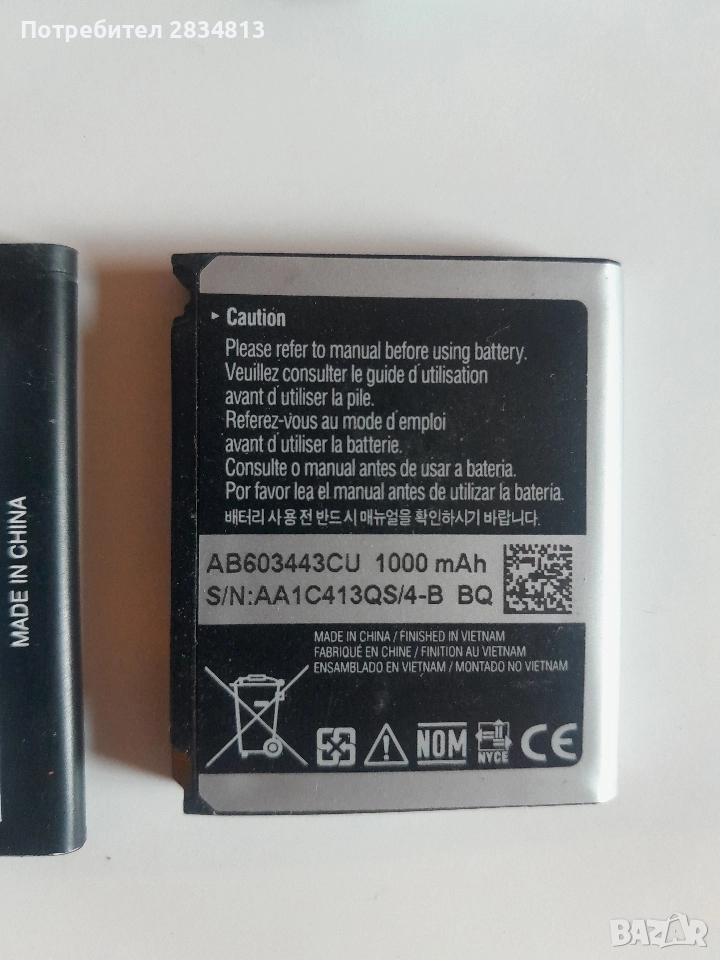 Потребител 2834813
MADE IN CHINA
▸ Caution
Please refer to manual before using battery.
Veuillez consulter le guide d'utilisation
avant d'utiliser la pile.
Referez-vous au mode d'emploi
avant d'utiliser la batterie.
Consulte o manual antes de usar a bateria.
Por favor lea el manual antes de utilizar la bateria.
배터리 사용 전 반드시 매뉴얼을 확인하시기 바랍니다.
AB603443CU 1000 mAh
S/N:AA1C413QS/4-B BQ
MADE IN CHINA / FINISHED IN VIETNAM
FABRIQUÉ EN CHINE / FINITION AU VIETNAM
ENSAMBLADO EN VIETNAM / MONTADO NO VIETNAM
NOM
NYCE
CE
BAZAR